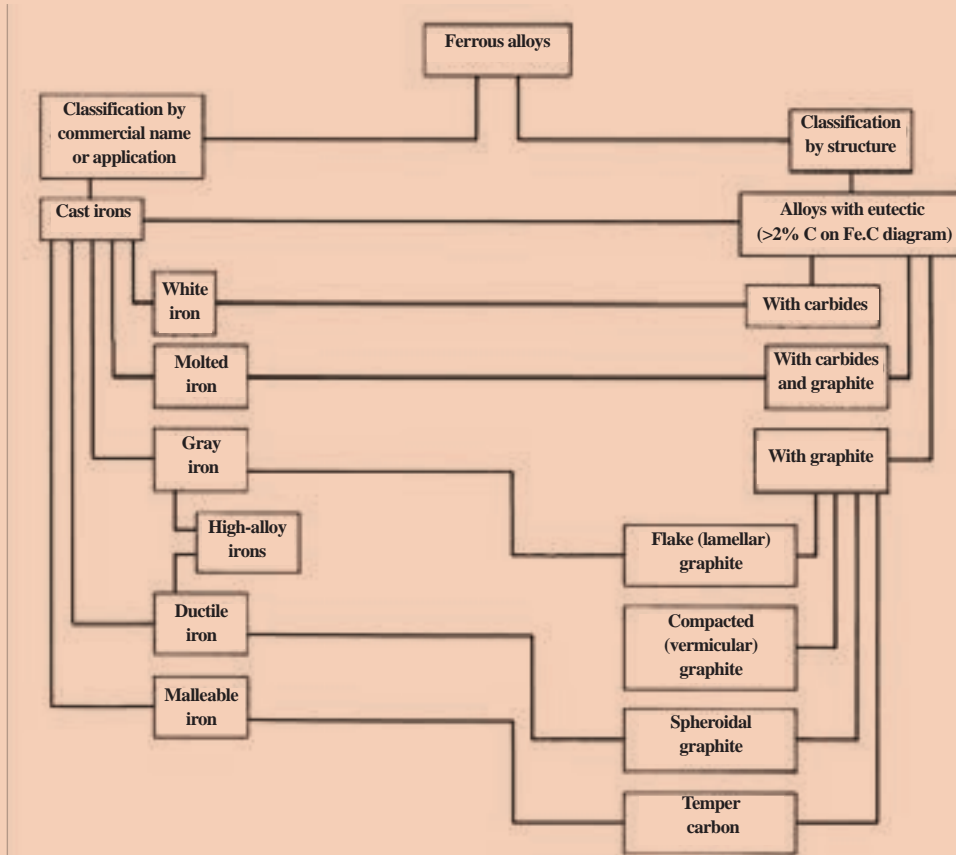 Ferrous alloys
Classification by
commercial name
or application
Classification
by structure
Cast irons
Alloys with eutectic
(>2% C on Fe.C diagram)
White
iron
With carbides
Molted
iron
With carbides
and graphite
Gray
iron
With graphite
High-alloy
irons
Flake (lamellar)
graphite
Ductile
iron
Compacted
(vermicular)
graphite
Malleable
iron
Spheroidal
graphite
Temper
carbon